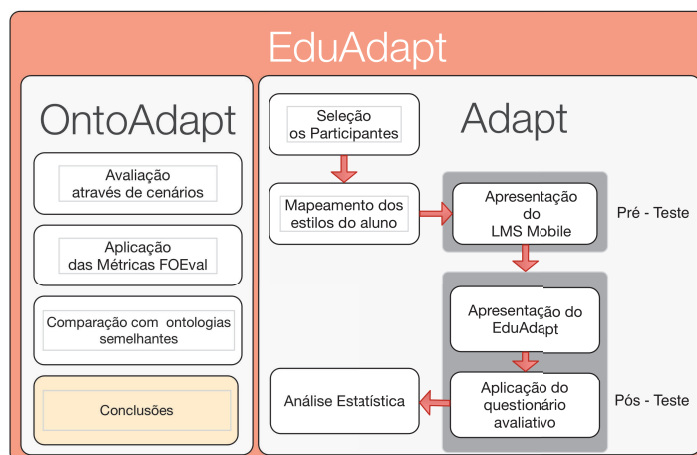 EduAdapt
OntoAdapt
Avaliação
através de cenários
Aplicação
das Métricas FOEval
Comparação com ontologias
semelhantes
Conclusões
Adapt
Seleção
os Participantes
Mapeamento dos
estilos do aluno
Apresentação
do
LMS Mobile
Pré - Teste
Apresentação do
EduAdapt
Aplicação do
questionário
avaliativo
Pós - Teste
Análise Estatística